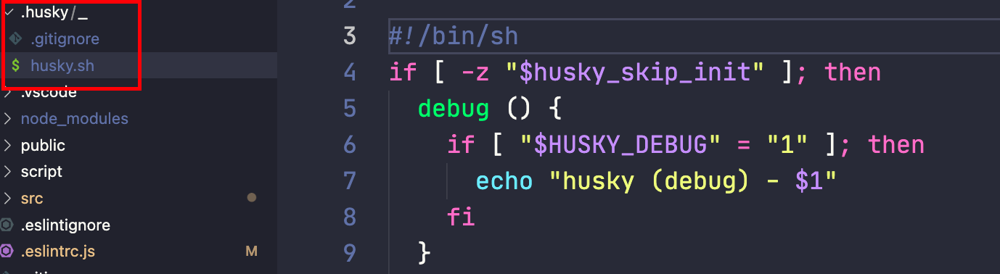 .husky/_
.gitignore
$ husky.sh
.vscode
node_modules
public
script
src
.eslintignore
.eslintrc.js M
2
3 #!/bin/sh
4 if [ -z "$husky_skip_init" ]; then
5 debug () {
6 if [ "$HUSKY_DEBUG" = "1" ]; then
7 echo "husky (debug) - $1"
8 fi
9 }